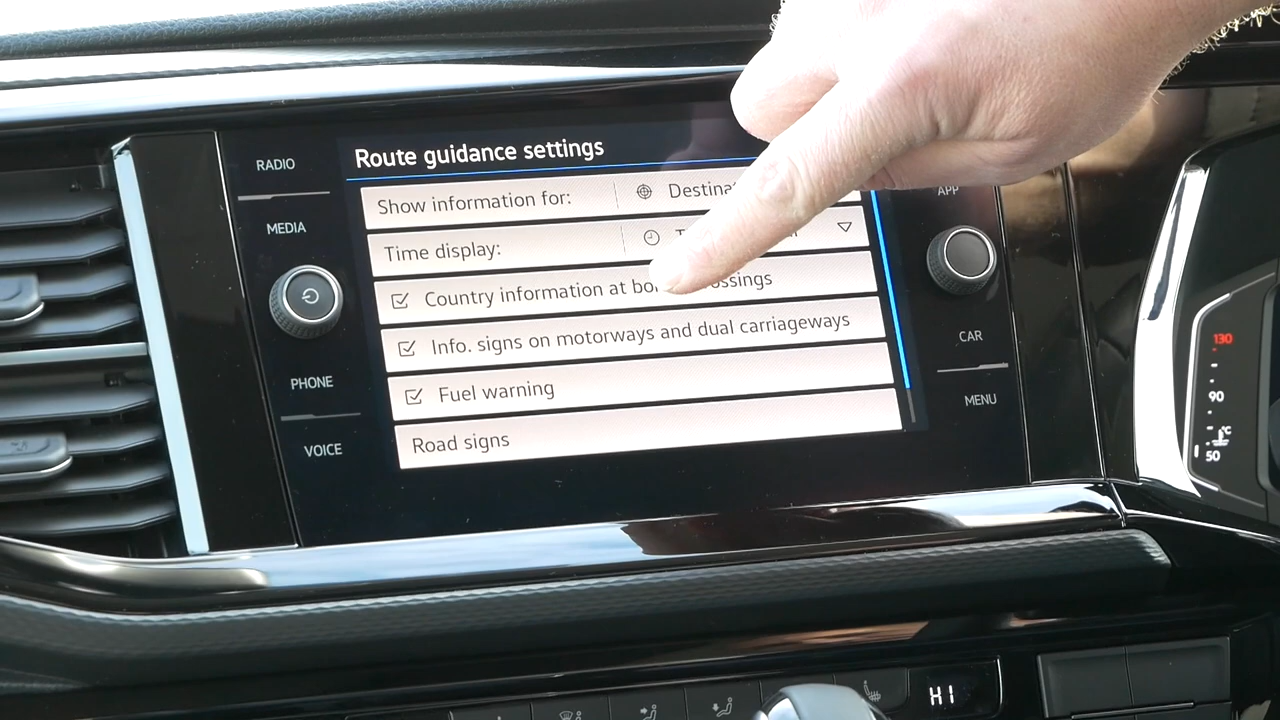 Route guidance settings
RADIO
MEDIA
PHONE
VOICE
Show information for:
Time display:
Country information at
Info. signs on motorways and dual carriageways
Fuel warning
Road signs
APP
CAR
MENU
130
90
°C
50
HI